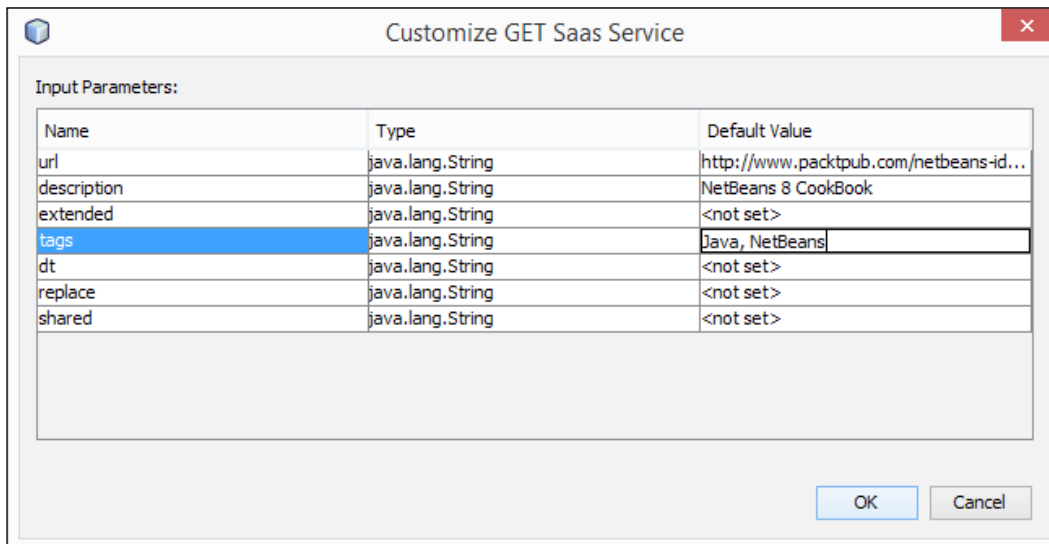 Customize GET Saas Service
Input Parameters:
Name Type Default Value
url java.lang.String http://www.packtpub.com/netbeans-id...
description java.lang.String NetBeans 8 CookBook
extended java.lang.String <not set>
tags java.lang.String Java, NetBeans
dt java.lang.String <not set>
replace java.lang.String <not set>
shared java.lang.String <not set>
OK Cancel